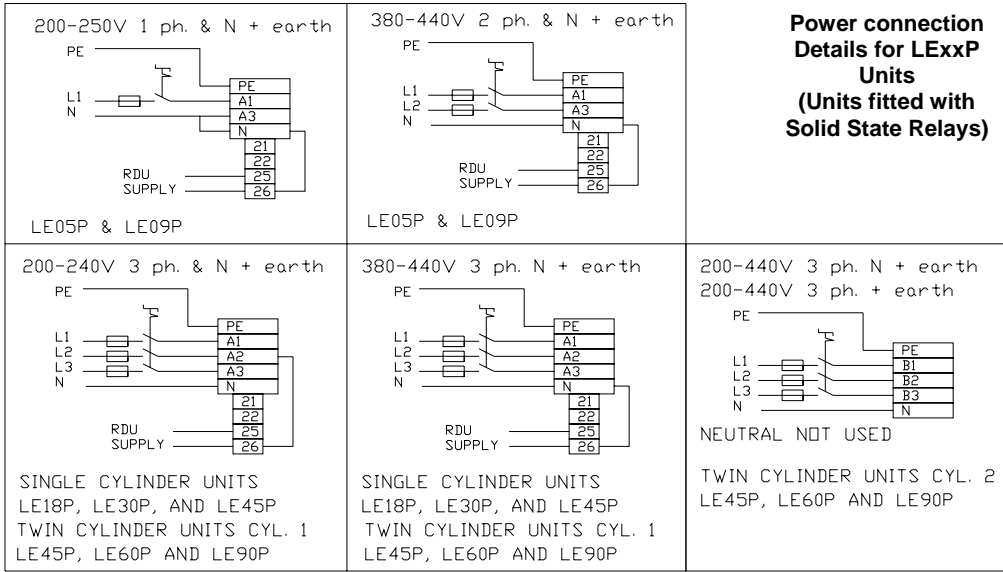 200-250V 1 ph. & N + earth
PE
L1
N
PE
A1
A3
N
21
22
25
26
RDU
SUPPLY
LE05P & LE09P
380-440V 2 ph. & N + earth
PE
L1
L2
N
PE
A1
A3
N
21
22
25
26
RDU
SUPPLY
LE05P & LE09P
Power connection
Details for LExxP
Units
(Units fitted with
Solid State Relays)
200-240V 3 ph. & N + earth
PE
L1
L2
L3
N
PE
A1
A2
A3
N
21
22
25
26
RDU
SUPPLY
SINGLE CYLINDER UNITS
LE18P, LE30P, AND LE45P
TWIN CYLINDER UNITS CYL. 1
LE45P, LE60P AND LE90P
380-440V 3 ph. N + earth
PE
L1
L2
L3
N
PE
A1
A2
A3
N
21
22
25
26
RDU
SUPPLY
SINGLE CYLINDER UNITS
LE18P, LE30P, AND LE45P
TWIN CYLINDER UNITS CYL. 1
LE45P, LE60P AND LE90P
200-440V 3 ph. N + earth
200-440V 3 ph. + earth
PE
L1
L2
L3
N
PE
B1
B2
B3
N
NEUTRAL NOT USED
TWIN CYLINDER UNITS CYL. 2
LE45P, LE60P AND LE90P